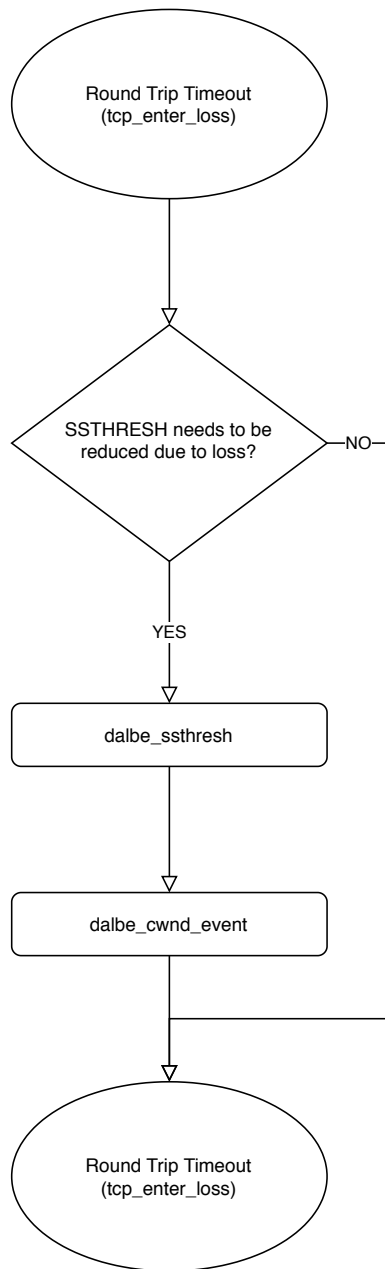 Round Trip Timeout
(tcp_enter_loss)
SSTHRESH needs to be
reduced due to loss?
NO
YES
dalbe_ssthresh
dalbe_cwnd_event
Round Trip Timeout
(tcp_enter_loss)